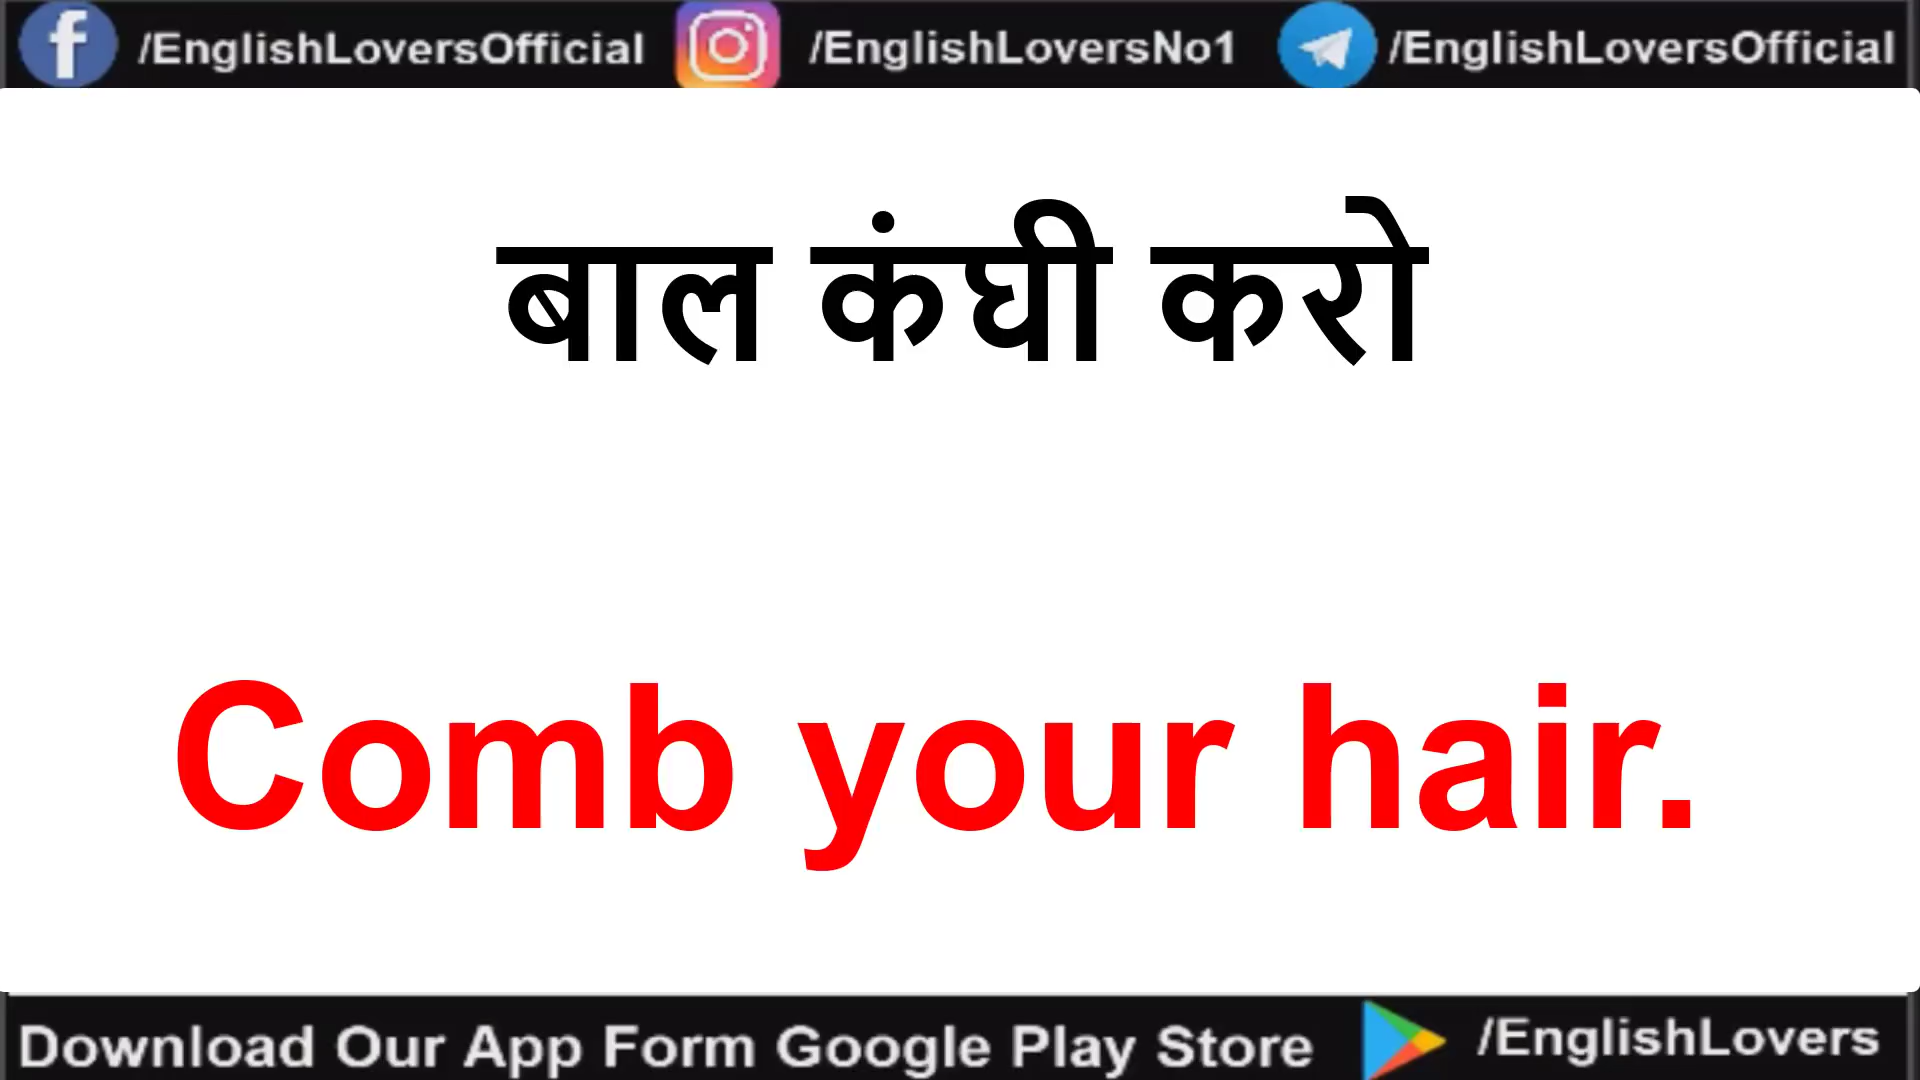 /EnglishLoversOfficial /EnglishLoversNo1 /EnglishLoversOfficial
बाल कंघी करो
Comb your hair.
Download Our App Form Google Play Store /EnglishLovers